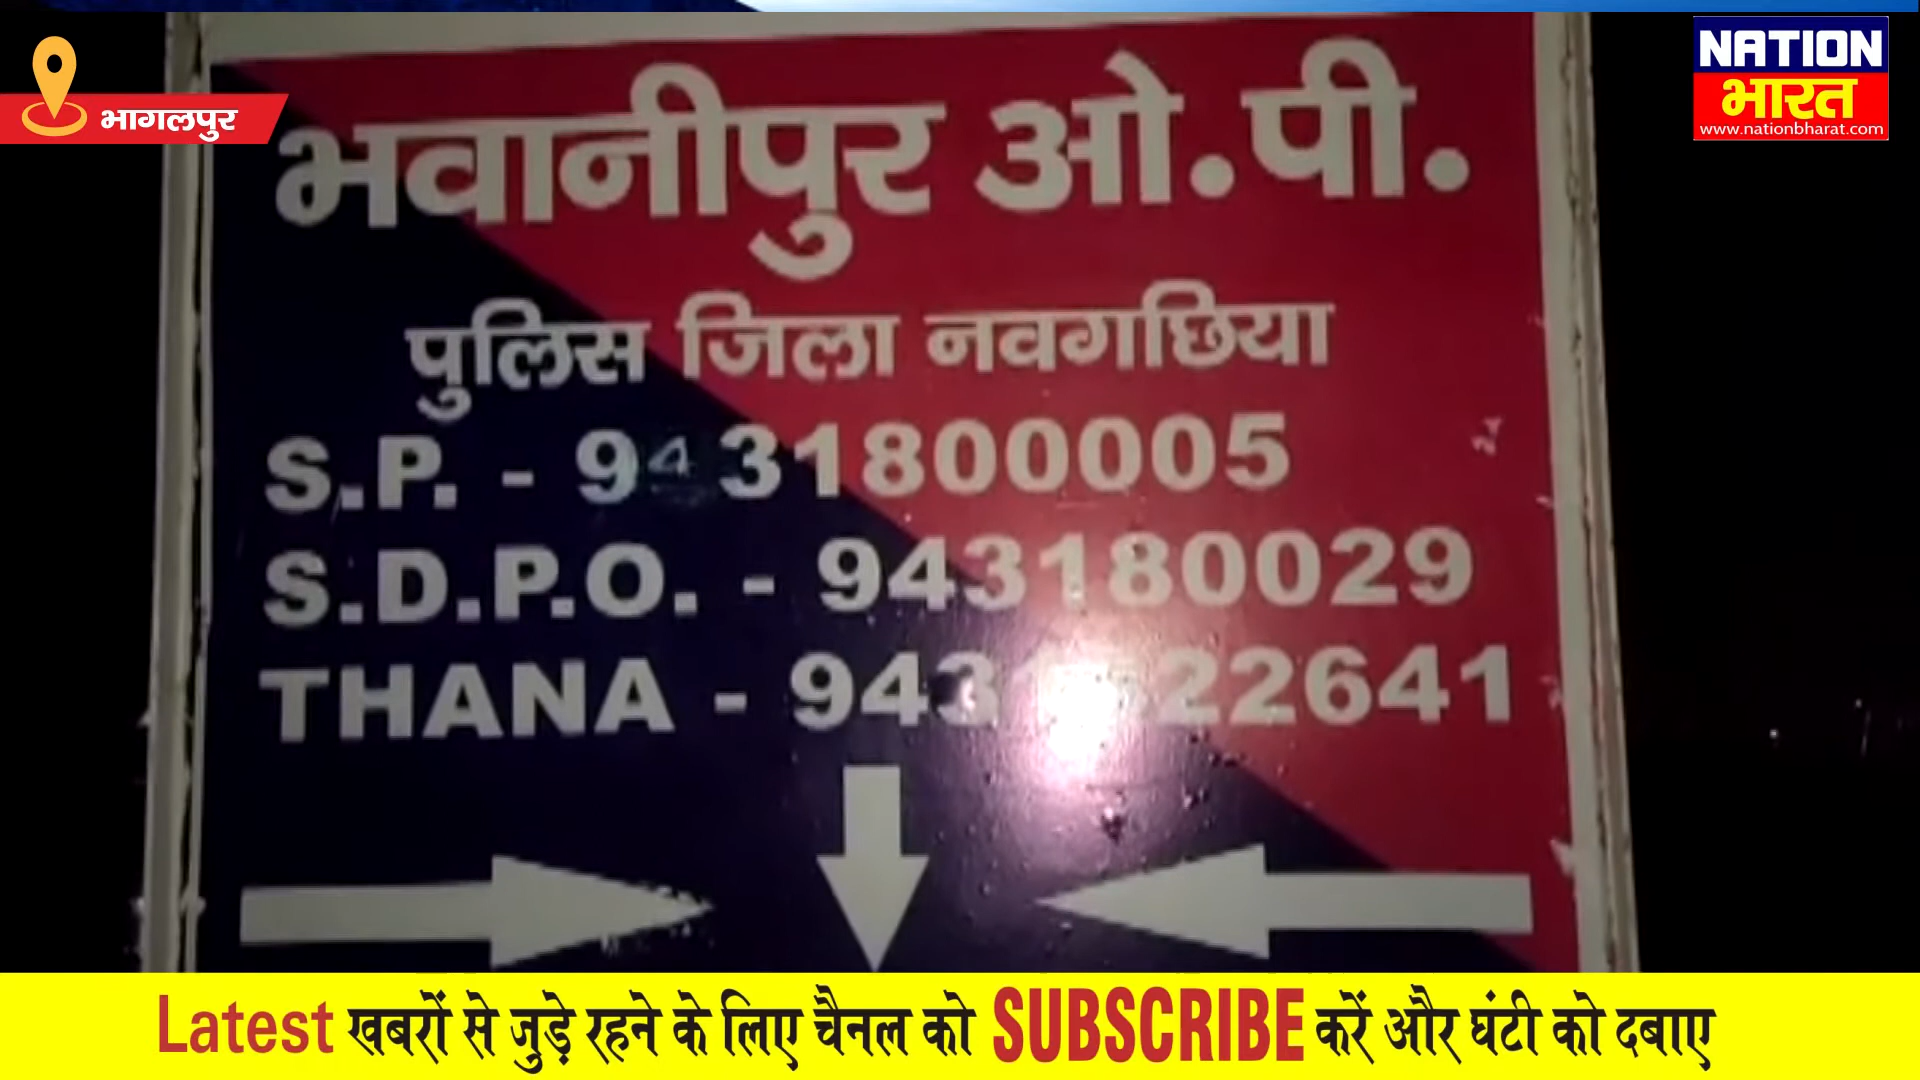 भागलपुर
NATION
भारत
www.nationbharat.com
भवानीपुर ओ.पी.
पुलिस जिला नवगछिया
S.P. - 9431800005
S.D.P.O. - 943180029
THANA -
Latest खबरों से जुड़े रहने के लिए चैनल को SUBSCRIBE करें और घंटी को दबाए